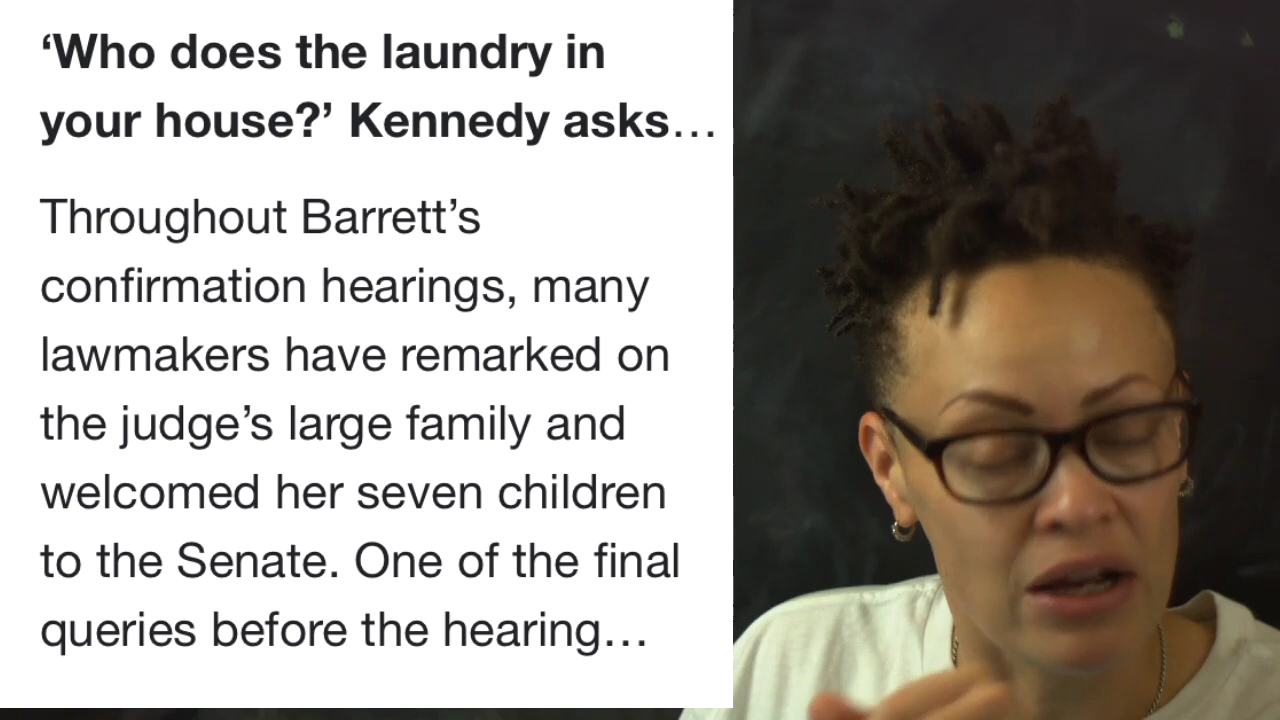 ‘Who does the laundry in
your house?’ Kennedy asks…
Throughout Barrett’s
confirmation hearings, many
lawmakers have remarked on
the judge’s large family and
welcomed her seven children
to the Senate. One of the final
queries before the hearing…